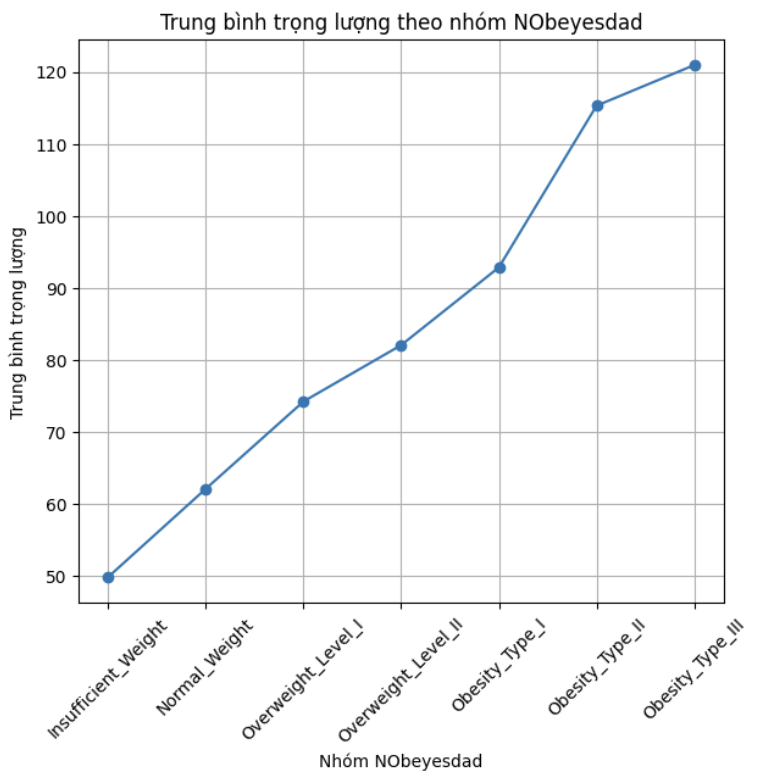 Trung bình trọng lượng theo nhóm NObeyesdad
Trung bình trọng lượng
120
110
100
90
80
70
60
50
Insufficient_Weight
Normal_Weight
Overweight_Level_I
Overweight_Level_II
Obesity_Type_I
Obesity_Type_II
Obesity_Type_III
Nhóm NObeyesdad